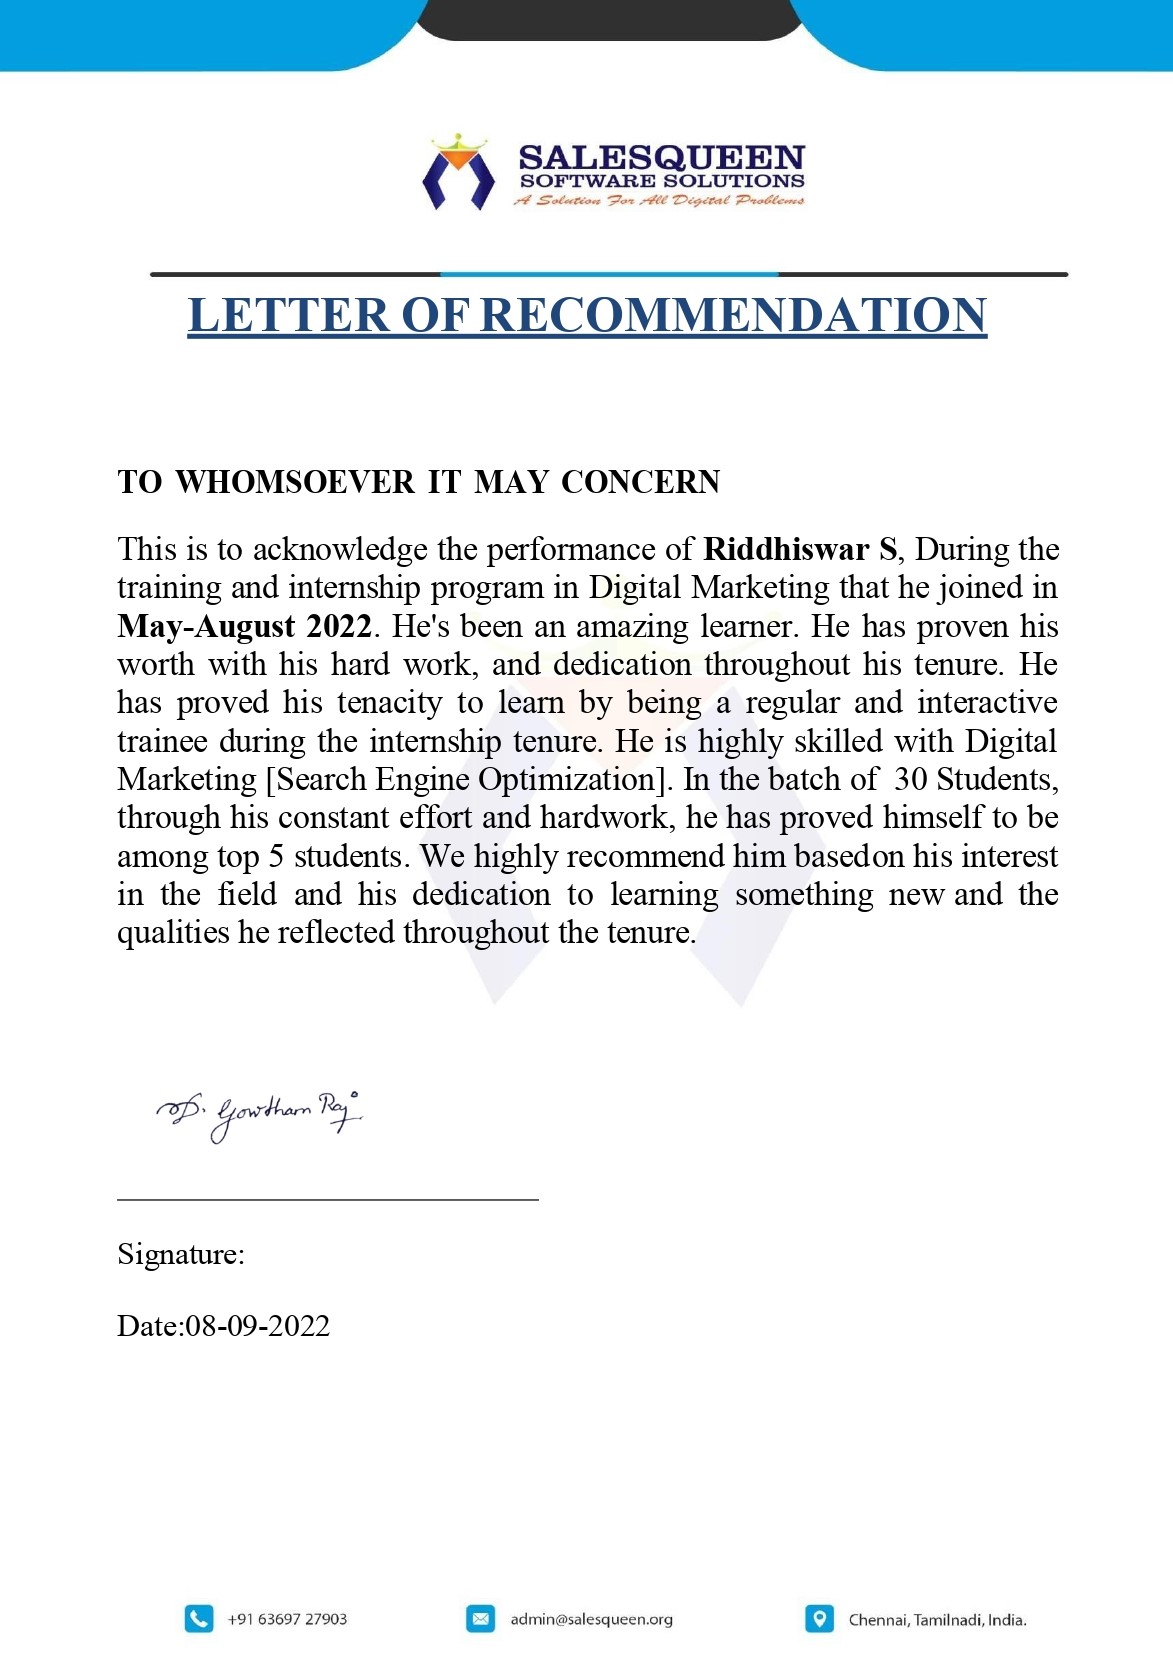 SALESQUEEN
SOFTWARE SOLUTIONS
A Solution For All Digital Problems
LETTER OF RECOMMENDATION
TO WHOMSOEVER IT MAY CONCERN
This is to acknowledge the performance of Riddhiswar S, During the
training and internship program in Digital Marketing that he joined in
May-August 2022. He's been an amazing learner. He has proven his
worth with his hard work, and dedication throughout his tenure. He
has proved his tenacity to learn by being a regular and interactive
trainee during the internship tenure. He is highly skilled with Digital
Marketing [Search Engine Optimization]. In the batch of 30 Students,
through his constant effort and hardwork, he has proved himself to be
among top 5 students. We highly recommend him basedon his interest
in the field and his dedication to learning something new and the
qualities he reflected throughout the tenure.
Gowtham Raj
Signature:
Date:08-09-2022
+91 63697 27903
admin@salesqueen.org
Chennai, Tamilnadi, India.